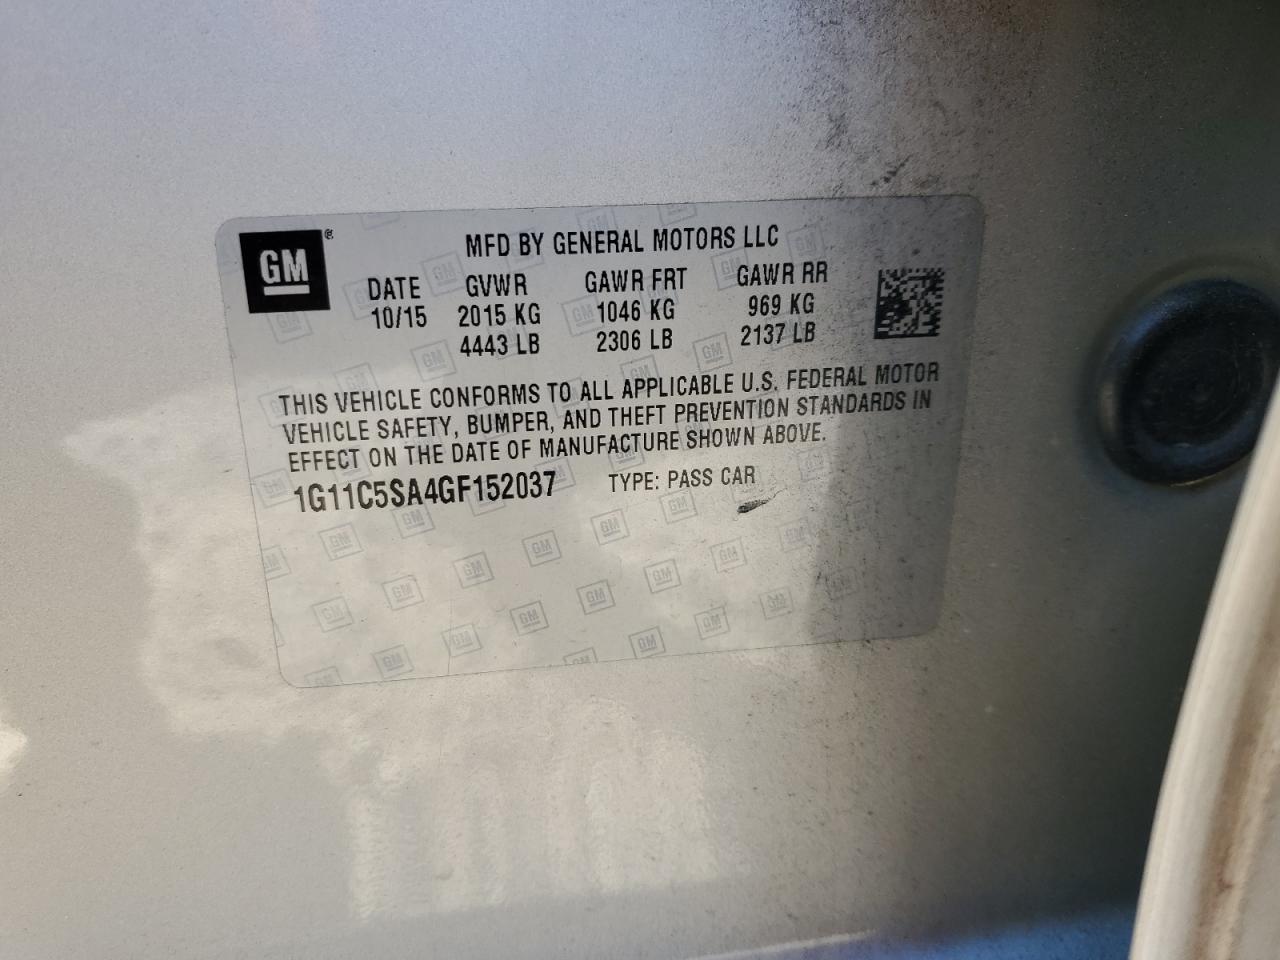 GM ®
MFD BY GENERAL MOTORS LLC
DATE GVWR GAWR FRT GAWR RR
10/15 2015 KG 1046 KG 969 KG
4443 LB 2306 LB 2137 LB
THIS VEHICLE CONFORMS TO ALL APPLICABLE U.S. FEDERAL MOTOR
VEHICLE SAFETY, BUMPER, AND THEFT PREVENTION STANDARDS IN
EFFECT ON THE DATE OF MANUFACTURE SHOWN ABOVE.
1G11C5SA4GF152037 TYPE: PASS CAR